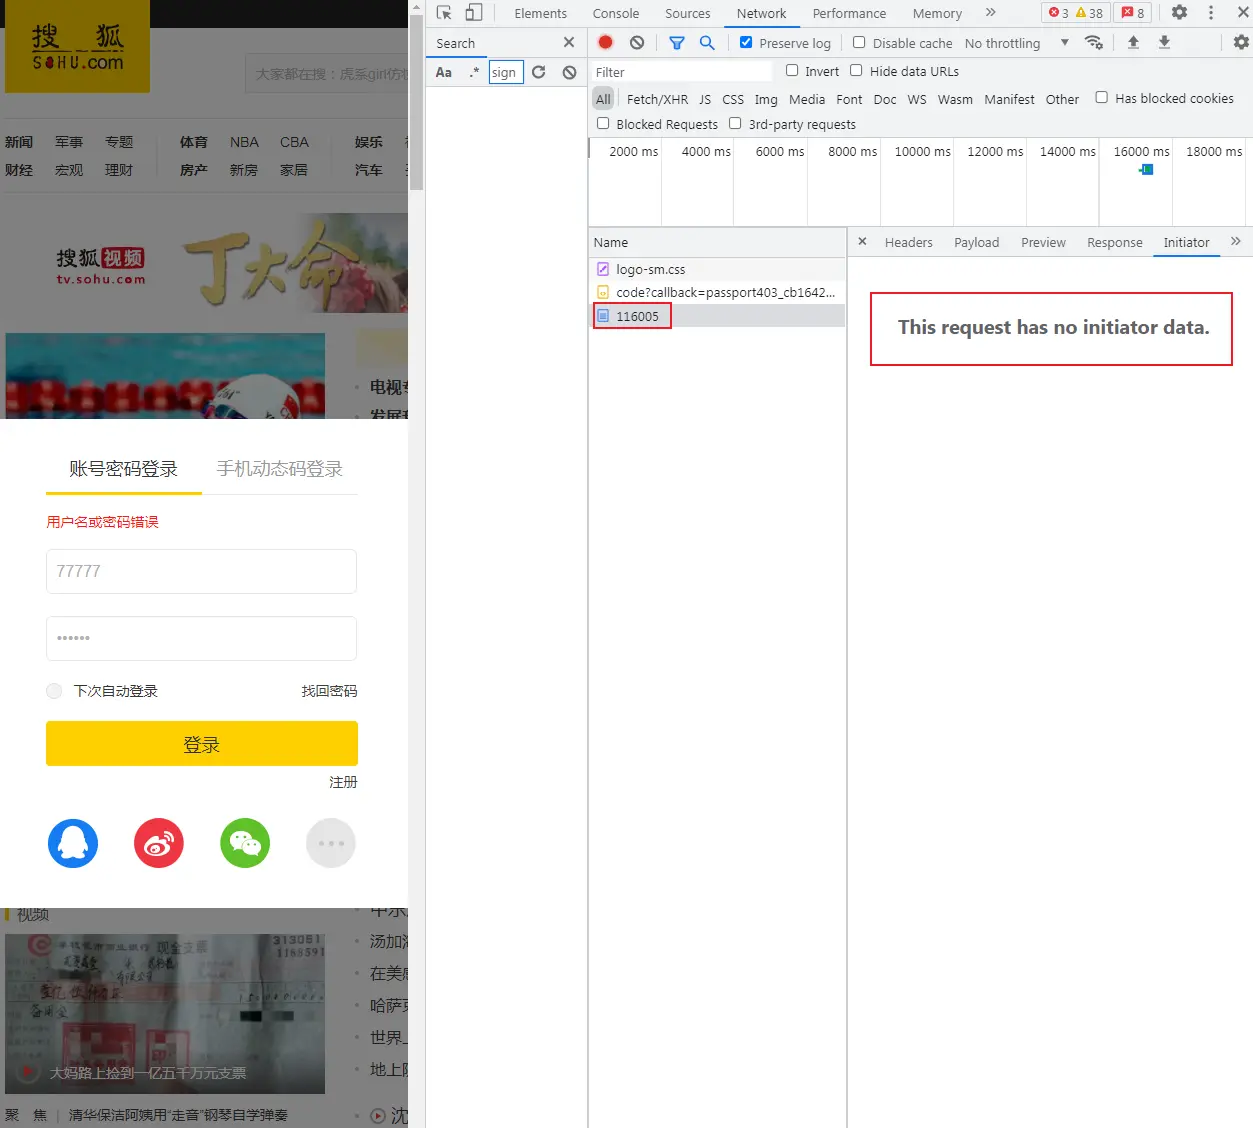 搜 狐
SOHU.com
大家都在搜：虎系girl仿
新闻 军事 专题 体育 NBA CBA 娱乐
财经 宏观 理财 房产 新房 家居 汽车
搜狐视频
tv.sohu.com
丁大命
电视
发展
账号密码登录 手机动态码登录
用户名或密码错误
77777
••••••
下次自动登录 找回密码
登录
注册
视频
汤加
在美
哈萨
世界
地上
现金支票
313061
1188591
备用金
大妈路上捡到一亿五千万元支票
聚 焦 | 清华保洁阿姨用“走音”钢琴自学弹奏
沈
Elements Console Sources Network Performance Memory » 3 38 8
Search
Aa .* sign
Preserve log Disable cache No throttling
Filter Invert Hide data URLs
All Fetch/XHR JS CSS Img Media Font Doc WS Wasm Manifest Other Has blocked cookies
Blocked Requests 3rd-party requests
2000 ms 4000 ms 6000 ms 8000 ms 10000 ms 12000 ms 14000 ms 16000 ms 18000 ms
Name
logo-sm.css
code?callback=passport403_cb1642...
116005
× Headers Payload Preview Response Initiator »
This request has no initiator data.